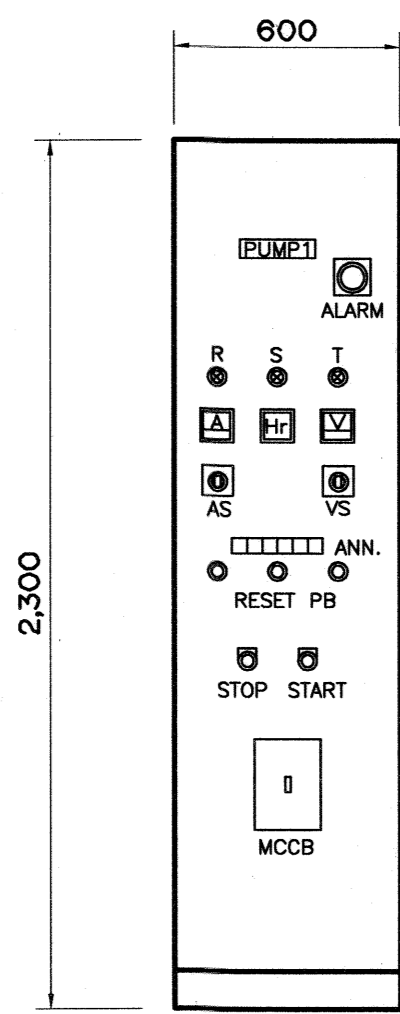 600
PUMP1
ALARM
R S T
A Hr V
AS VS
ANN.
RESET PB
2,300
STOP START
MCCB